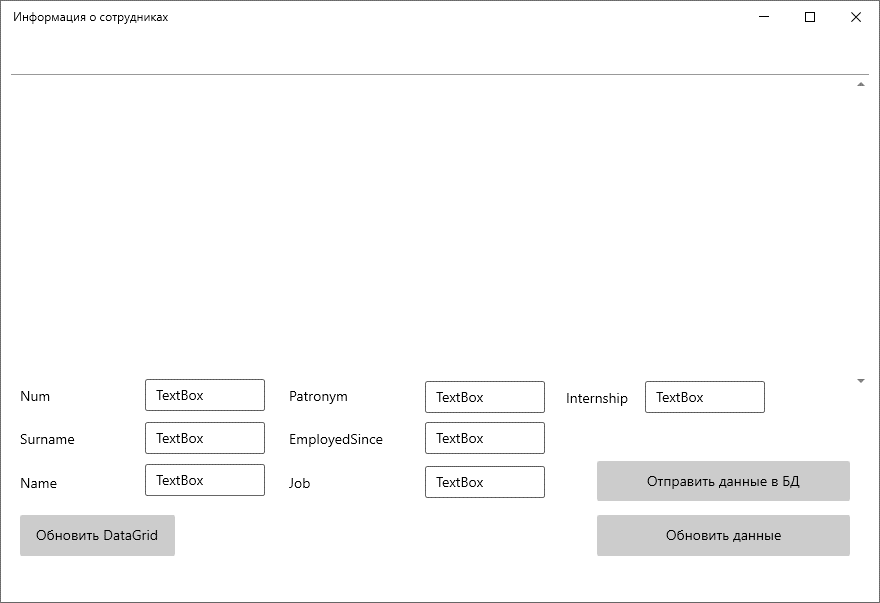 Информация о сотрудниках
Num TextBox Patronym TextBox Internship TextBox
Surname TextBox EmployedSince TextBox
Name TextBox Job TextBox Отправить данные в БД
Обновить DataGrid Обновить данные